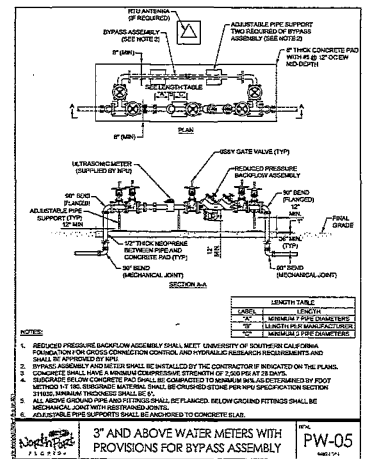 RTU ANTENNA
(IF REQUIRED)
BYPASS ASSEMBLY
(SEE NOTE 2)
ADJUSTABLE PIPE SUPPORT
TWO REQUIRED OF BYPASS
ASSEMBLY (SEE NOTE 2)
8" (MIN)
6" THICK CONCRETE PAD
WITH #5 @ 12" OCEW
MID-DEPTH
SEE LENGTH TABLE
"A" "B" "C"
8" (MIN)
PLAN
OS&Y GATE VALVE (TYP)
ULTRASONIC METER
(SUPPLIED BY NPU)
REDUCED PRESSURE
BACKFLOW ASSEMBLY
90° BEND
(FLANGED)
90° BEND
(FLANGED)
12"
MIN
ADJUSTABLE PIPE
SUPPORT (TYP)
12" MIN
FINAL
GRADE
36" MIN
(TYP)
1/2" THICK NEOPRENE
BETWEEN PIPE AND
CONCRETE PAD (TYP)
12"
MIN
90° BEND
(MECHANICAL JOINT)
90° BEND
(MECHANICAL JOINT)
SECTION A-A
LENGTH TABLE
LABEL LENGTH
"A" MINIMUM 7 PIPE DIAMETERS
"B" LENGTH PER MANUFACTURER
"C" MINIMUM 3 PIPE DIAMETERS
NOTES:
1. REDUCED PRESSURE BACKFLOW ASSEMBLY SHALL MEET UNIVERSITY OF SOUTHERN CALIFORNIA
FOUNDATION FOR CROSS CONNECTION CONTROL AND HYDRAULIC RESEARCH REQUIREMENTS AND
SHALL BE APPROVED BY NPU.
2. BYPASS ASSEMBLY AND METER SHALL BE INSTALLED BY THE CONTRACTOR IF INDICATED ON THE PLANS.
3. CONCRETE SHALL HAVE A MINIMUM COMPRESSIVE STRENGTH OF 2,500 PSI AT 28 DAYS.
4. SUBGRADE BELOW CONCRETE PAD SHALL BE COMPACTED TO MINIMUM 98% AS DETERMINED BY FDOT
METHOD 1-T 180. SUBGRADE MATERIAL SHALL BE CRUSHED STONE PER NPU SPECIFICATION SECTION
MINIMUM THICKNESS SHALL BE 6".
5. ALL ABOVE GROUND PIPE AND FITTINGS SHALL BE FLANGED. BELOW GROUND FITTINGS SHALL BE
MECHANICAL JOINT WITH RESTRAINED JOINTS.
6. ADJUSTABLE PIPE SUPPORTS SHALL BE ANCHORED TO CONCRETE SLAB.
North Port
FLORIDA
3" AND ABOVE WATER METERS WITH
PROVISIONS FOR BYPASS ASSEMBLY
PW-05